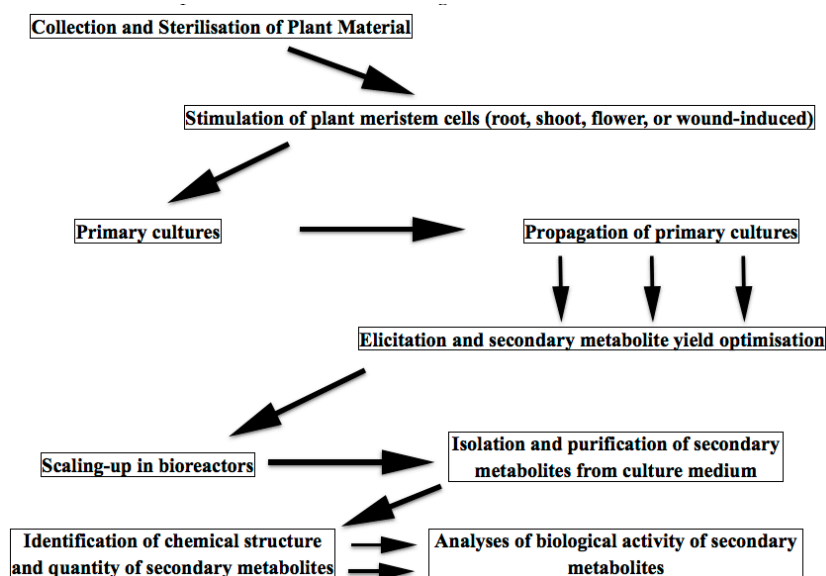 Collection and Sterilisation of Plant Material
Stimulation of plant meristem cells (root, shoot, flower, or wound-induced)
Primary cultures
Propagation of primary cultures
Elicitation and secondary metabolite yield optimisation
Scaling-up in bioreactors
Isolation and purification of secondary
metabolites from culture medium
Identification of chemical structure
and quantity of secondary metabolites
Analyses of biological activity of secondary
metabolites